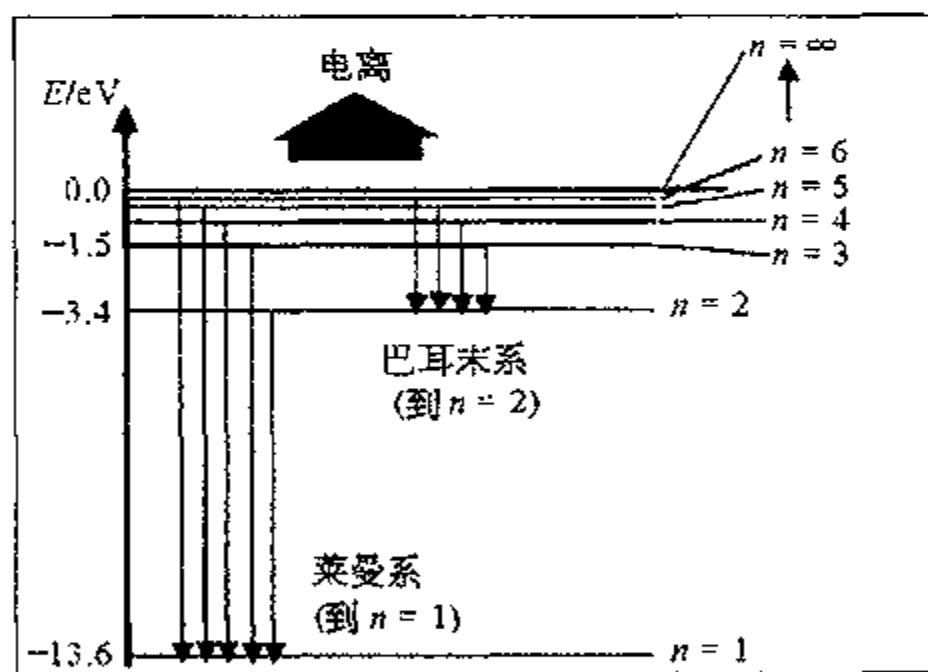 电离
n = ∞
E/eV
n = 6
0.0
n = 5
n = 4
−1.5
n = 3
−3.4
n = 2
巴耳末系
(到 n = 2)
莱曼系
(到 n = 1)
−13.6
n = 1